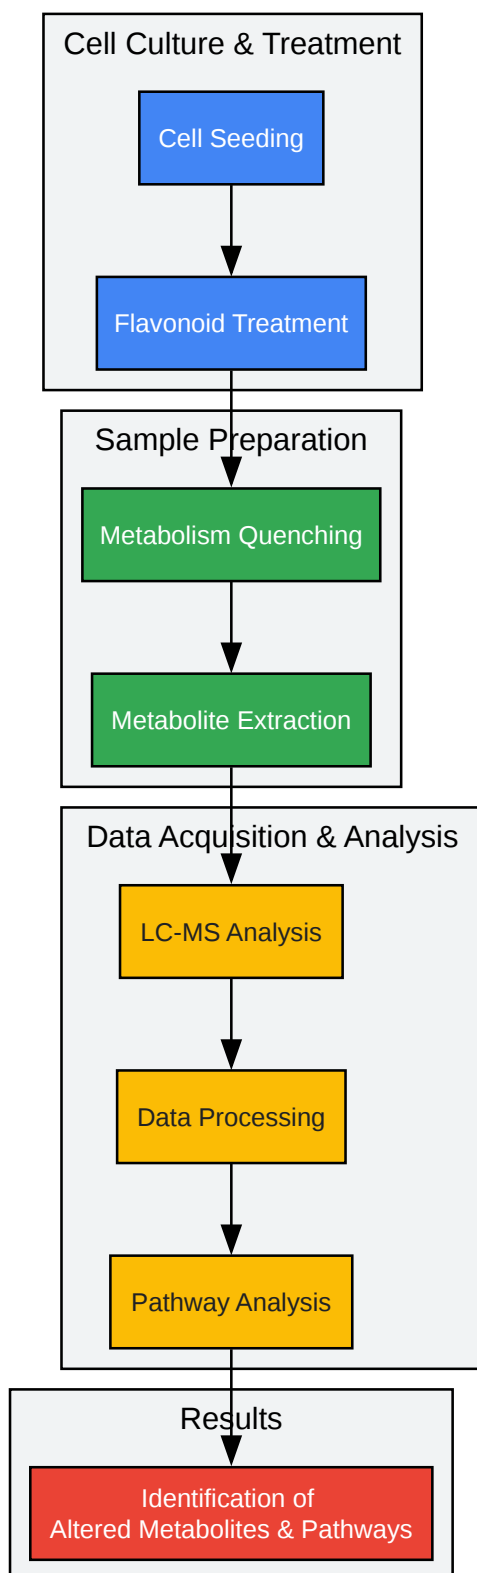 Cell Culture & Treatment
Cell Seeding
Flavonoid Treatment
Sample Preparation
Metabolism Quenching
Metabolite Extraction
Data Acquisition & Analysis
LC-MS Analysis
Data Processing
Pathway Analysis
Results
Identification of
Altered Metabolites & Pathways